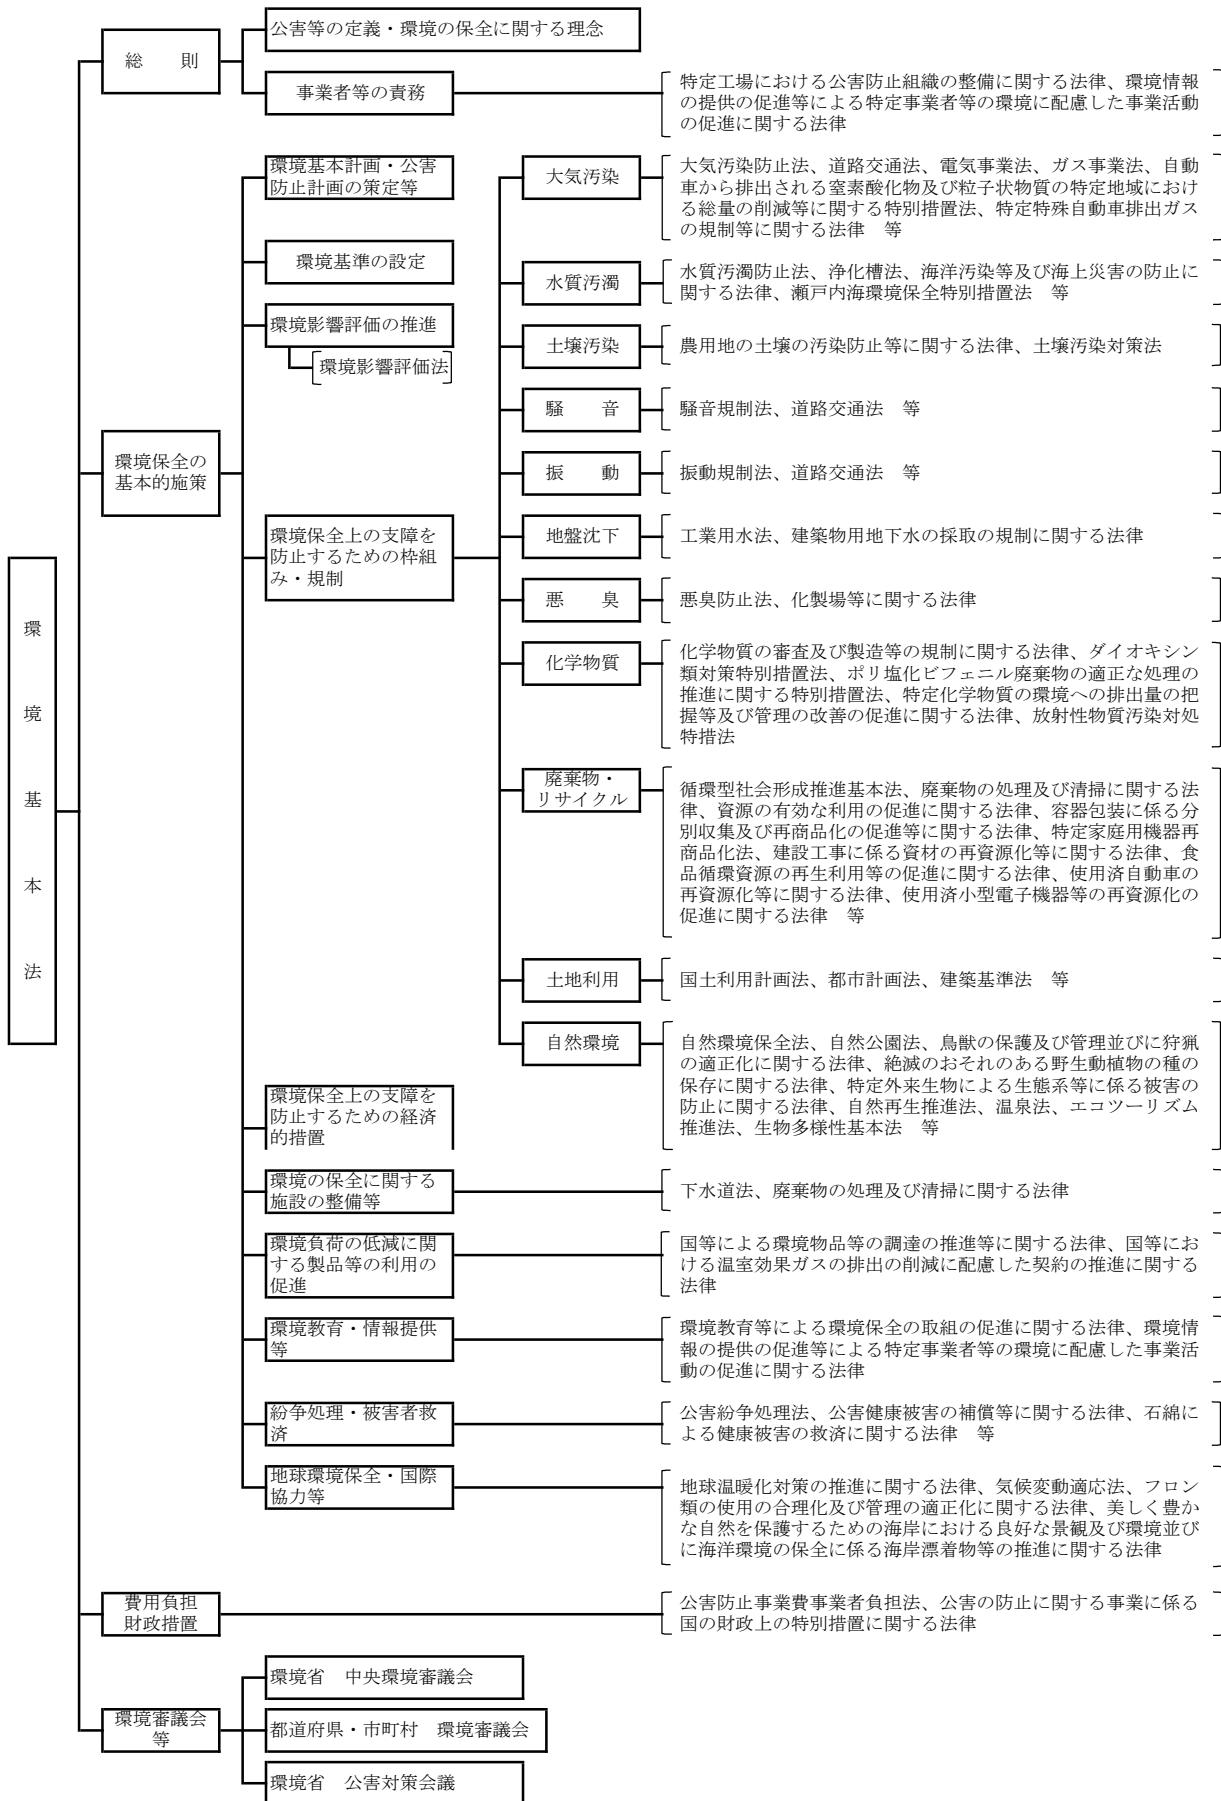 公害等の定義・環境の保全に関する理念
総　　則
事業者等の責務
特定工場における公害防止組織の整備に関する法律、環境情報
の提供の促進等による特定事業者等の環境に配慮した事業活動
の促進に関する法律
環境基本計画・公害
防止計画の策定等
大気汚染
大気汚染防止法、道路交通法、電気事業法、ガス事業法、自動
車から排出される窒素酸化物及び粒子状物質の特定地域におけ
る総量の削減等に関する特別措置法、特定特殊自動車排出ガス
の規制等に関する法律　等
環境基準の設定
水質汚濁
水質汚濁防止法、浄化槽法、海洋汚染等及び海上災害の防止に
関する法律、瀬戸内海環境保全特別措置法　等
環境影響評価の推進
環境影響評価法
土壌汚染
農用地の土壌の汚染防止等に関する法律、土壌汚染対策法
騒　　音
騒音規制法、道路交通法　等
環境保全の
基本的施策
振　　動
振動規制法、道路交通法　等
環境保全上の支障を
防止するための枠組
み・規制
地盤沈下
工業用水法、建築物用地下水の採取の規制に関する法律
悪　　臭
悪臭防止法、化製場等に関する法律
環境基本法
化学物質
化学物質の審査及び製造等の規制に関する法律、ダイオキシン
類対策特別措置法、ポリ塩化ビフェニル廃棄物の適正な処理の
推進に関する特別措置法、特定化学物質の環境への排出量の把
握等及び管理の改善の促進に関する法律、放射性物質汚染対処
特措法
廃棄物・
リサイクル
循環型社会形成推進基本法、廃棄物の処理及び清掃に関する法
律、資源の有効な利用の促進に関する法律、容器包装に係る分
別収集及び再商品化の促進等に関する法律、特定家庭用機器再
商品化法、建設工事に係る資材の再資源化等に関する法律、食
品循環資源の再生利用等の促進に関する法律、使用済自動車の
再資源化等に関する法律、使用済小型電子機器等の再資源化の
促進に関する法律　等
土地利用
国土利用計画法、都市計画法、建築基準法　等
自然環境
自然環境保全法、自然公園法、鳥獣の保護及び管理並びに狩猟
の適正化に関する法律、絶滅のおそれのある野生動植物の種の
保存に関する法律、特定外来生物による生態系等に係る被害の
防止に関する法律、自然再生推進法、温泉法、エコツーリズム
推進法、生物多様性基本法　等
環境保全上の支障を
防止するための経済
的措置
環境の保全に関する
施設の整備等
下水道法、廃棄物の処理及び清掃に関する法律
環境負荷の低減に関
する製品等の利用の
促進
国等による環境物品等の調達の推進等に関する法律、国等にお
ける温室効果ガスの排出の削減に配慮した契約の推進に関する
法律
環境教育・情報提供
等
環境教育等による環境保全の取組の促進に関する法律、環境情
報の提供の促進等による特定事業者等の環境に配慮した事業活
動の促進に関する法律
紛争処理・被害者救
済
公害紛争処理法、公害健康被害の補償等に関する法律、石綿に
よる健康被害の救済に関する法律　等
地球環境保全・国際
協力等
地球温暖化対策の推進に関する法律、気候変動適応法、フロン
類の使用の合理化及び管理の適正化に関する法律、美しく豊か
な自然を保護するための海岸における良好な景観及び環境並び
に海洋環境の保全に係る海岸漂着物等の推進に関する法律
費用負担
財政措置
公害防止事業費事業者負担法、公害の防止に関する事業に係る
国の財政上の特別措置に関する法律
環境省　中央環境審議会
環境審議会
等
都道府県・市町村　環境審議会
環境省　公害対策会議